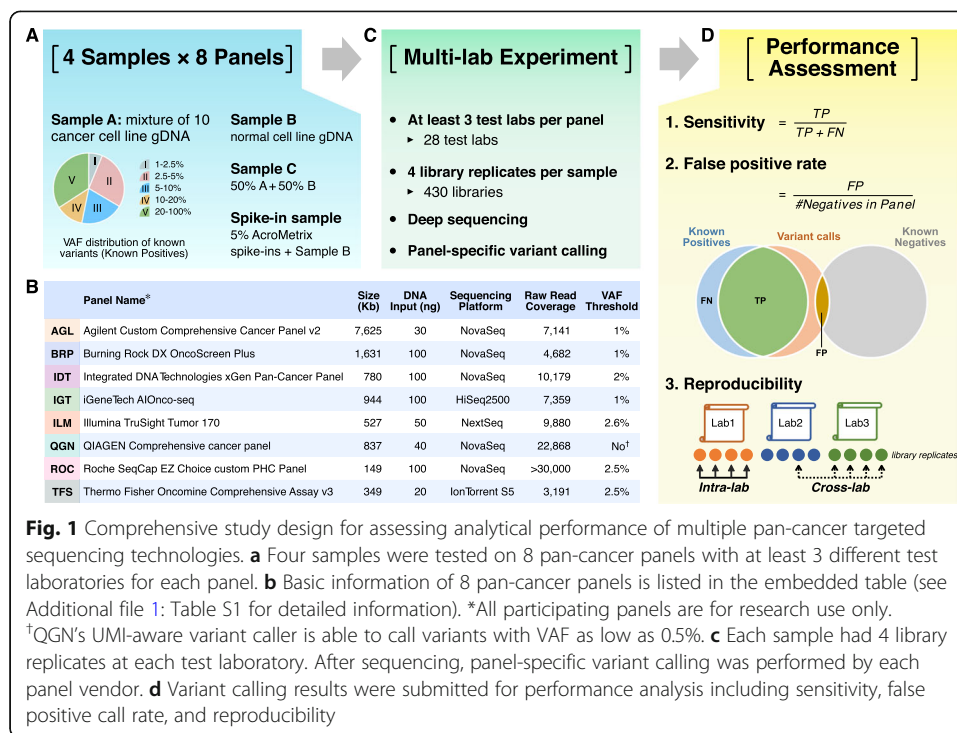 A
[4 Samples × 8 Panels]
Sample A: mixture of 10
cancer cell line gDNA
I
II
III
IV
V
I 1-2.5%
II 2.5-5%
III 5-10%
IV 10-20%
V 20-100%
VAF distribution of known
variants (Known Positives)
Sample B
normal cell line gDNA
Sample C
50% A + 50% B
Spike-in sample
5% AcroMetrix
spike-ins + Sample B
C
[Multi-lab Experiment]
• At least 3 test labs per panel
▸ 28 test labs
• 4 library replicates per sample
▸ 430 libraries
• Deep sequencing
• Panel-specific variant calling
D
[Performance
Assessment]
1. Sensitivity = TP / TP + FN
2. False positive rate
= FP / #Negatives in Panel
Known
Positives
Variant calls
Known
Negatives
FN
TP
FP
3. Reproducibility
Lab1 Lab2 Lab3
library replicates
Intra-lab Cross-lab
B
Panel Name* Size (Kb) DNA Input (ng) Sequencing Platform Raw Read Coverage VAF Threshold
AGL Agilent Custom Comprehensive Cancer Panel v2 7,625 30 NovaSeq 7,141 1%
BRP Burning Rock DX OncoScreen Plus 1,631 100 NovaSeq 4,682 1%
IDT Integrated DNA Technologies xGen Pan-Cancer Panel 780 100 NovaSeq 10,179 2%
IGT iGeneTech AIOnco-seq 944 100 HiSeq2500 7,359 1%
ILM Illumina TruSight Tumor 170 527 50 NextSeq 9,880 2.6%
QGN QIAGEN Comprehensive cancer panel 837 40 NovaSeq 22,868 No†
ROC Roche SeqCap EZ Choice custom PHC Panel 149 100 NovaSeq >30,000 2.5%
TFS Thermo Fisher Oncomine Comprehensive Assay v3 349 20 IonTorrent S5 3,191 2.5%
Fig. 1 Comprehensive study design for assessing analytical performance of multiple pan-cancer targeted
sequencing technologies. a Four samples were tested on 8 pan-cancer panels with at least 3 different test
laboratories for each panel. b Basic information of 8 pan-cancer panels is listed in the embedded table (see
Additional file 1: Table S1 for detailed information). *All participating panels are for research use only.
†QGN's UMI-aware variant caller is able to call variants with VAF as low as 0.5%. c Each sample had 4 library
replicates at each test laboratory. After sequencing, panel-specific variant calling was performed by each
panel vendor. d Variant calling results were submitted for performance analysis including sensitivity, false
positive call rate, and reproducibility